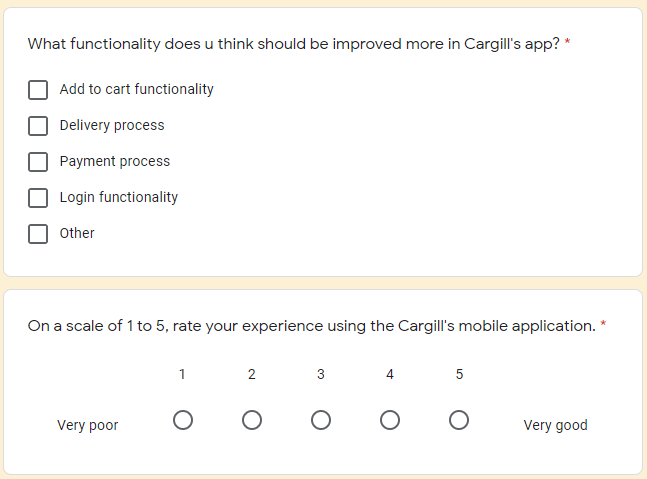 What functionality does u think should be improved more in Cargill's app? *
Add to cart functionality
Delivery process
Payment process
Login functionality
Other
On a scale of 1 to 5, rate your experience using the Cargill's mobile application. *
1 2 3 4 5
Very poor Very good